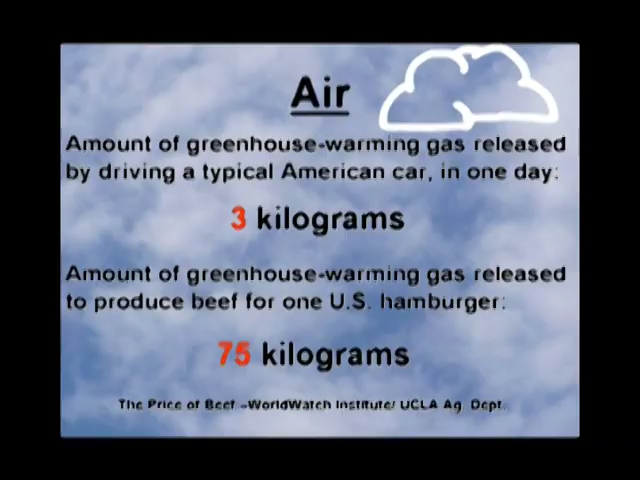 Air
Amount of greenhouse-warming gas released
by driving a typical American car, in one day:
3 kilograms
Amount of greenhouse-warming gas released
to produce beef for one U.S. hamburger:
75 kilograms
The Price of Beef -WorldWatch Institute/ UCLA Ag. Dept.